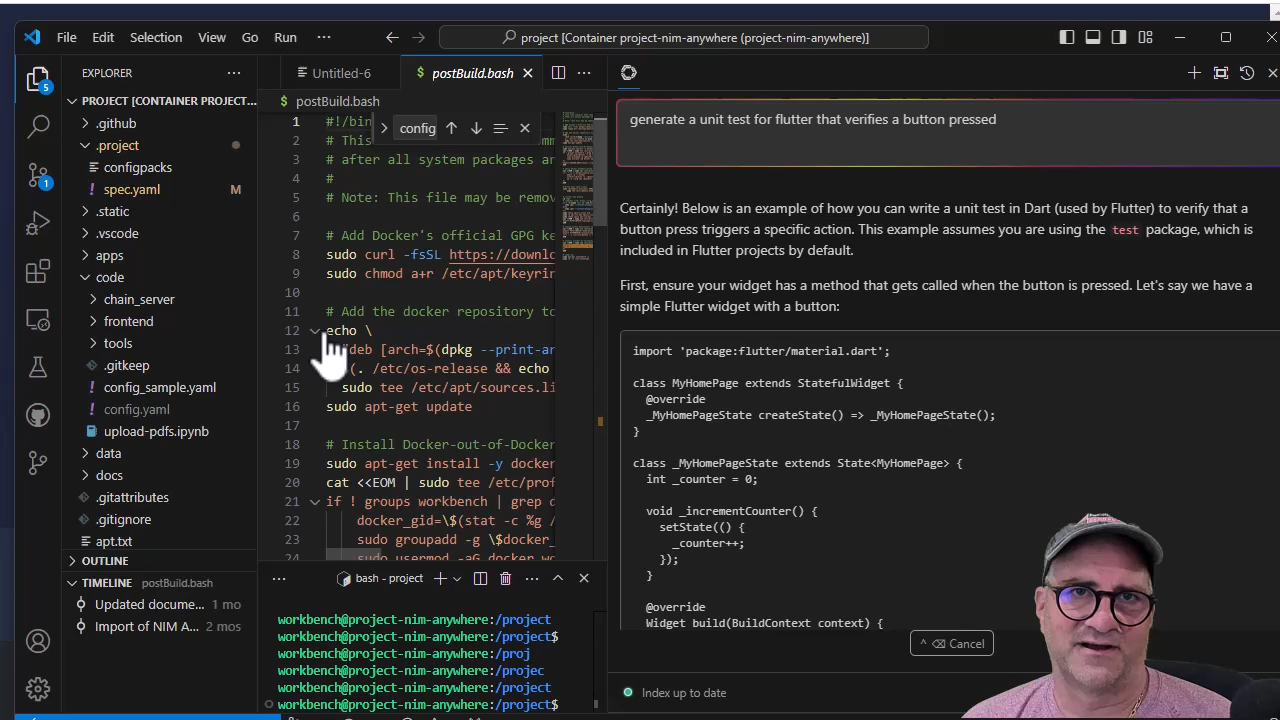 File Edit Selection View Go Run ···
project [Container project-nim-anywhere (project-nim-anywhere)]
EXPLORER ···
5
1
PROJECT [CONTAINER PROJECT...
.github
.project
configpacks
spec.yaml M
.static
.vscode
apps
code
chain_server
frontend
tools
.gitkeep
config_sample.yaml
config.yaml
upload-pdfs.ipynb
data
docs
.gitattributes
.gitignore
apt.txt
OUTLINE
TIMELINE postBuild.bash
Updated docume... 1 mo
Import of NIM A... 2 mos
Untitled-6
$ postBuild.bash
$ postBuild.bash
config
1 #!/bin
2 # This
3 # after all system packages an
4 #
5 # Note: This file may be remov
6
7 # Add Docker's official GPG ke
8 sudo curl -fsSL https://downl
9 sudo chmod a+r /etc/apt/keyrin
10
11 # Add the docker repository to
12 echo \
13 "deb [arch=$(dpkg --print-ar
14 $(. /etc/os-release && echo
15 sudo tee /etc/apt/sources.li
16 sudo apt-get update
17
18 # Install Docker-out-of-Docker
19 sudo apt-get install -y docker
20 cat <<EOM | sudo tee /etc/prof
21 if ! groups workbench | grep d
22 docker_gid=\$(stat -c %g /
23 sudo groupadd -g \$docker_
24 sudo usermod -aG docker wo
bash - project
workbench@project-nim-anywhere:/project
workbench@project-nim-anywhere:/project$
workbench@project-nim-anywhere:/proj
workbench@project-nim-anywhere:/projec
workbench@project-nim-anywhere:/project
workbench@project-nim-anywhere:/project$
generate a unit test for flutter that verifies a button pressed
Certainly! Below is an example of how you can write a unit test in Dart (used by Flutter) to verify that a
button press triggers a specific action. This example assumes you are using the test package, which is
included in Flutter projects by default.
First, ensure your widget has a method that gets called when the button is pressed. Let's say we have a
simple Flutter widget with a button:
import 'package:flutter/material.dart';
class MyHomePage extends StatefulWidget {
@override
_MyHomePageState createState() => _MyHomePageState();
}
class _MyHomePageState extends State<MyHomePage> {
int _counter = 0;
void _incrementCounter() {
setState(() {
_counter++;
});
}
@override
Widget build(BuildContext context) {
^ ⌫ Cancel
Index up to date